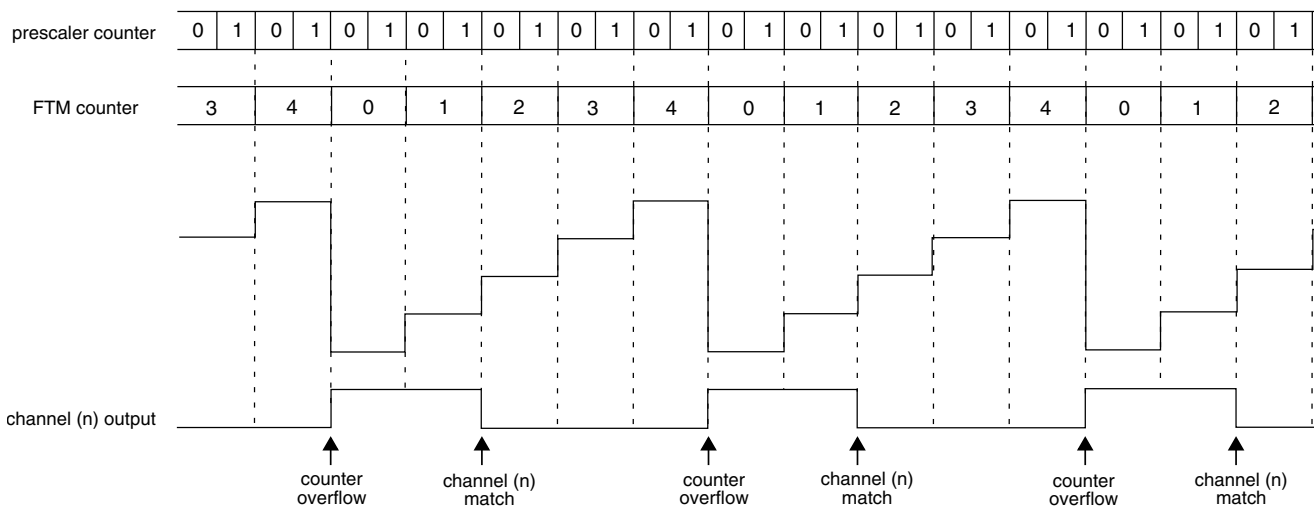 prescaler counter 0 1 0 1 0 1 0 1 0 1 0 1 0 1 0 1 0 1 0 1 0 1 0 1 0 1 0 1 0 1
FTM counter 3 4 0 1 2 3 4 0 1 2 3 4 0 1 2
channel (n) output
counter overflow
channel (n) match
counter overflow
channel (n) match
counter overflow
channel (n) match